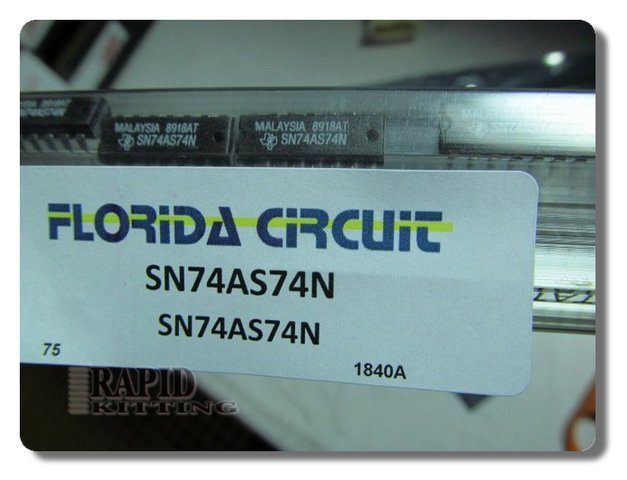 MALAYSIA 8918AT
SN74AS74N
MALAYSIA 8918AT
SN74AS74N
FLORIDA CIRCUIT
SN74AS74N
SN74AS74N
75
1840A
RAPID
KITTING